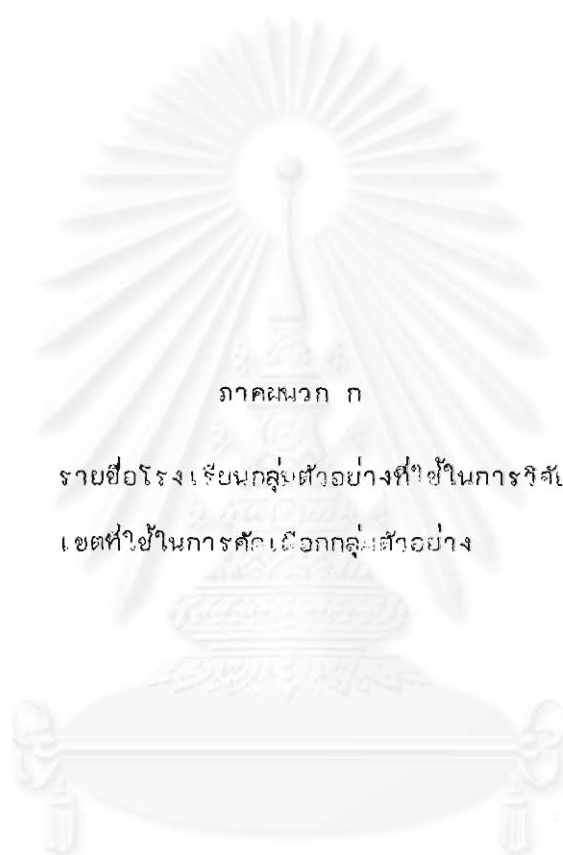 ภาคผนวก ก
รายชื่อโรงเรียนกลุ่มตัวอย่างที่ใช้ในการวิจัย
เขตที่ใช้ในการคัดเลือกกลุ่มตัวอย่าง